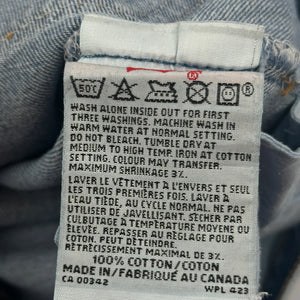 50°C
WASH ALONE INSIDE OUT FOR FIRST
THREE WASHINGS. MACHINE WASH IN
WARM WATER AT NORMAL SETTING.
DO NOT BLEACH. TUMBLE DRY AT
MEDIUM TO HIGH TEMP. IRON AT COTTON
SETTING. COLOUR MAY TRANSFER.
MAXIMUM SHRINKAGE 3%.
LAVER LE VÊTEMENT À L'ENVERS ET SEUL
LES TROIS PREMIÈRES FOIS. LAVER À
L'EAU TIÈDE, AU CYCLE NORMAL. NE PAS
UTILISER DE JAVELLISANT. SÉCHER PAR
CULBUTAGE À TEMPÉRATURE MOYENNE OU
ÉLEVÉE. REPASSER AU RÉGLAGE POUR
COTON. PEUT DÉTEINDRE.
RÉTRÉCISSEMENT MAXIMUM 3%.
100% COTTON/COTON
MADE IN/FABRIQUÉ AU CANADA
CA 00342 WPL 423